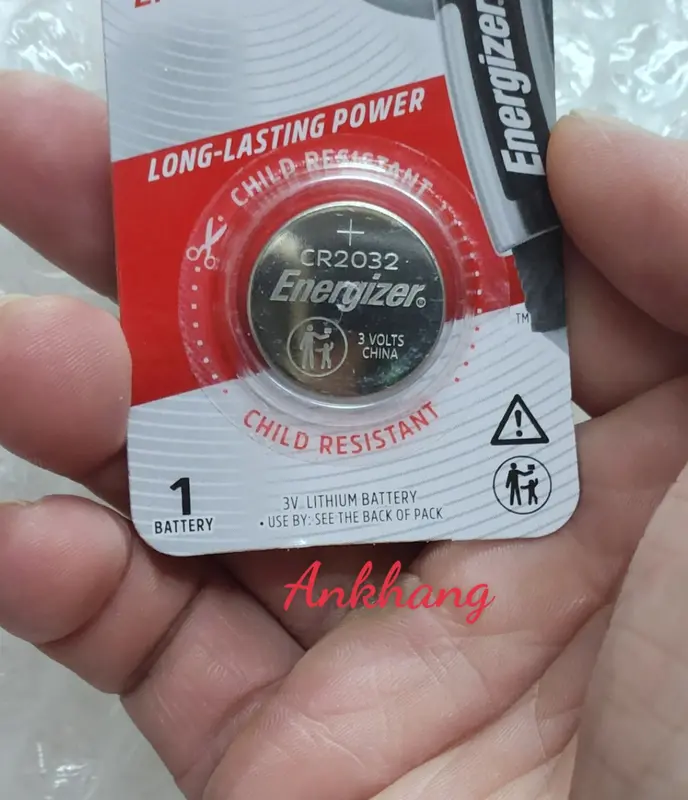 Energizer
LONG-LASTING POWER
CHILD RESISTANT
+
CR2032
Energizer®
3 VOLTS
CHINA
TM
CHILD RESISTANT
1
BATTERY
3V LITHIUM BATTERY
• USE BY: SEE THE BACK OF PACK
Ankhang